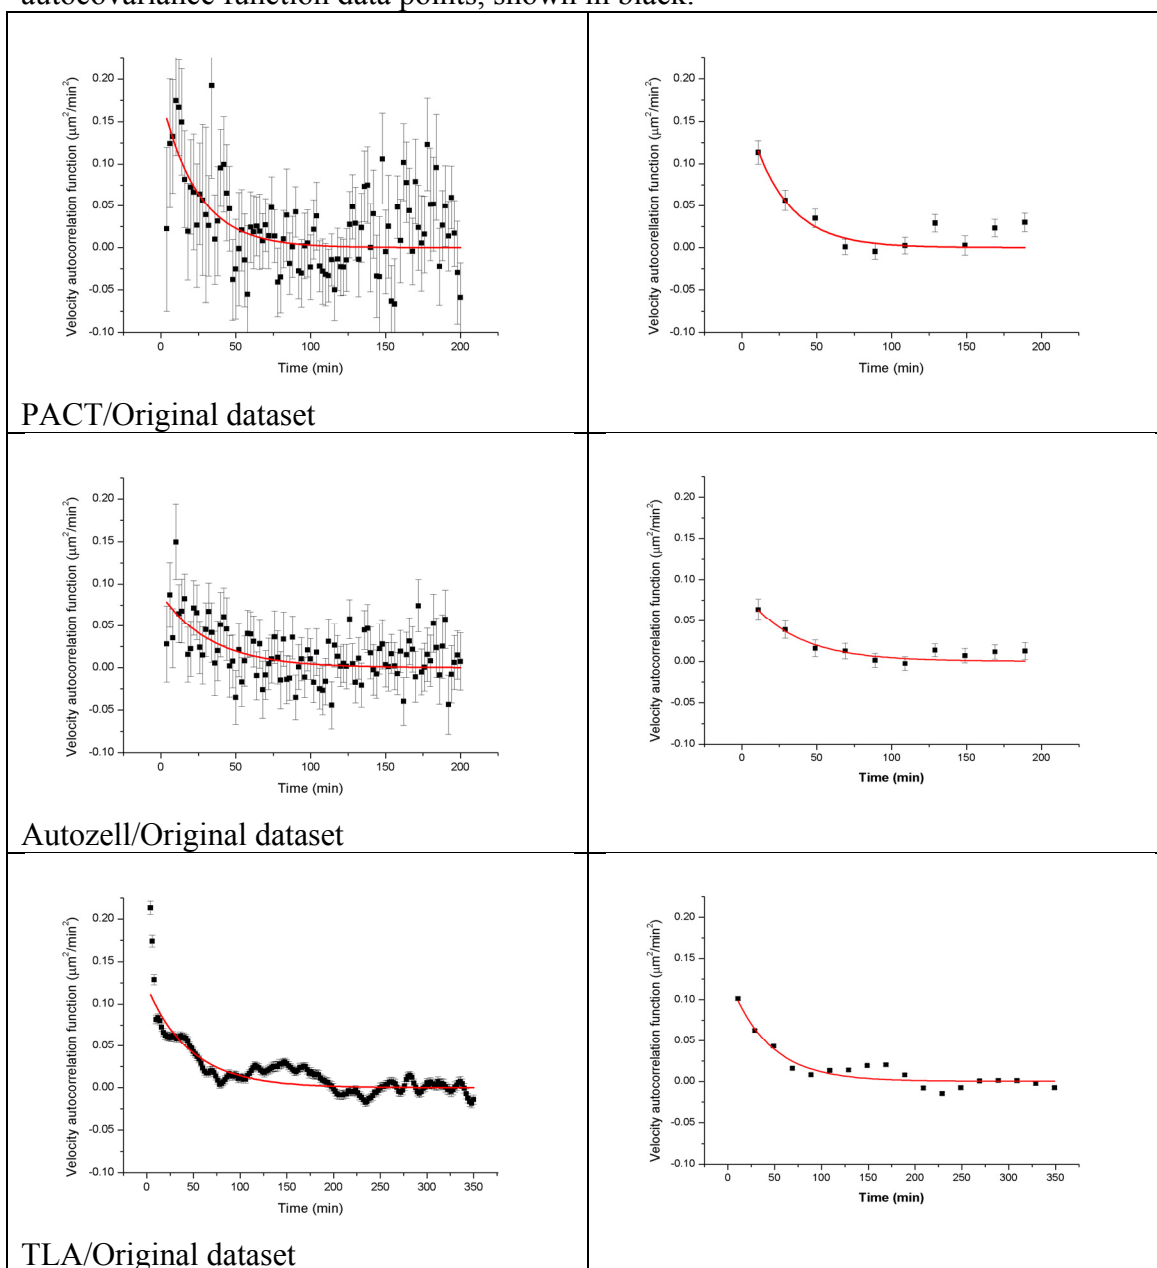 autocovariance function data points, shown in black.
Velocity autocorrelation function (μm²/min²)
0.20
0.15
0.10
0.05
0.00
-0.05
-0.10
0 50 100 150 200
Time (min)
PACT/Original dataset
Velocity autocorellation function (μm²/min²)
0.20
0.15
0.10
0.05
0.00
-0.05
-0.10
0 50 100 150 200
Time (min)
Velocity autocorrelation function (μm²/min²)
0.20
0.15
0.10
0.05
0.00
-0.05
-0.10
0 50 100 150 200
Time (min)
Autozell/Original dataset
Velocity autocorrelation function (μm²/min²)
0.20
0.15
0.10
0.05
0.00
-0.05
-0.10
0 50 100 150 200
Time (min)
Velocity autocorrelation function (μm²/min²)
0.20
0.15
0.10
0.05
0.00
-0.05
-0.10
0 50 100 150 200 250 300 350
Time (min)
TLA/Original dataset
Velocity autocorrelation function (μm²/min²)
0.20
0.15
0.10
0.05
0.00
-0.05
-0.10
0 50 100 150 200 250 300 350
Time (min)